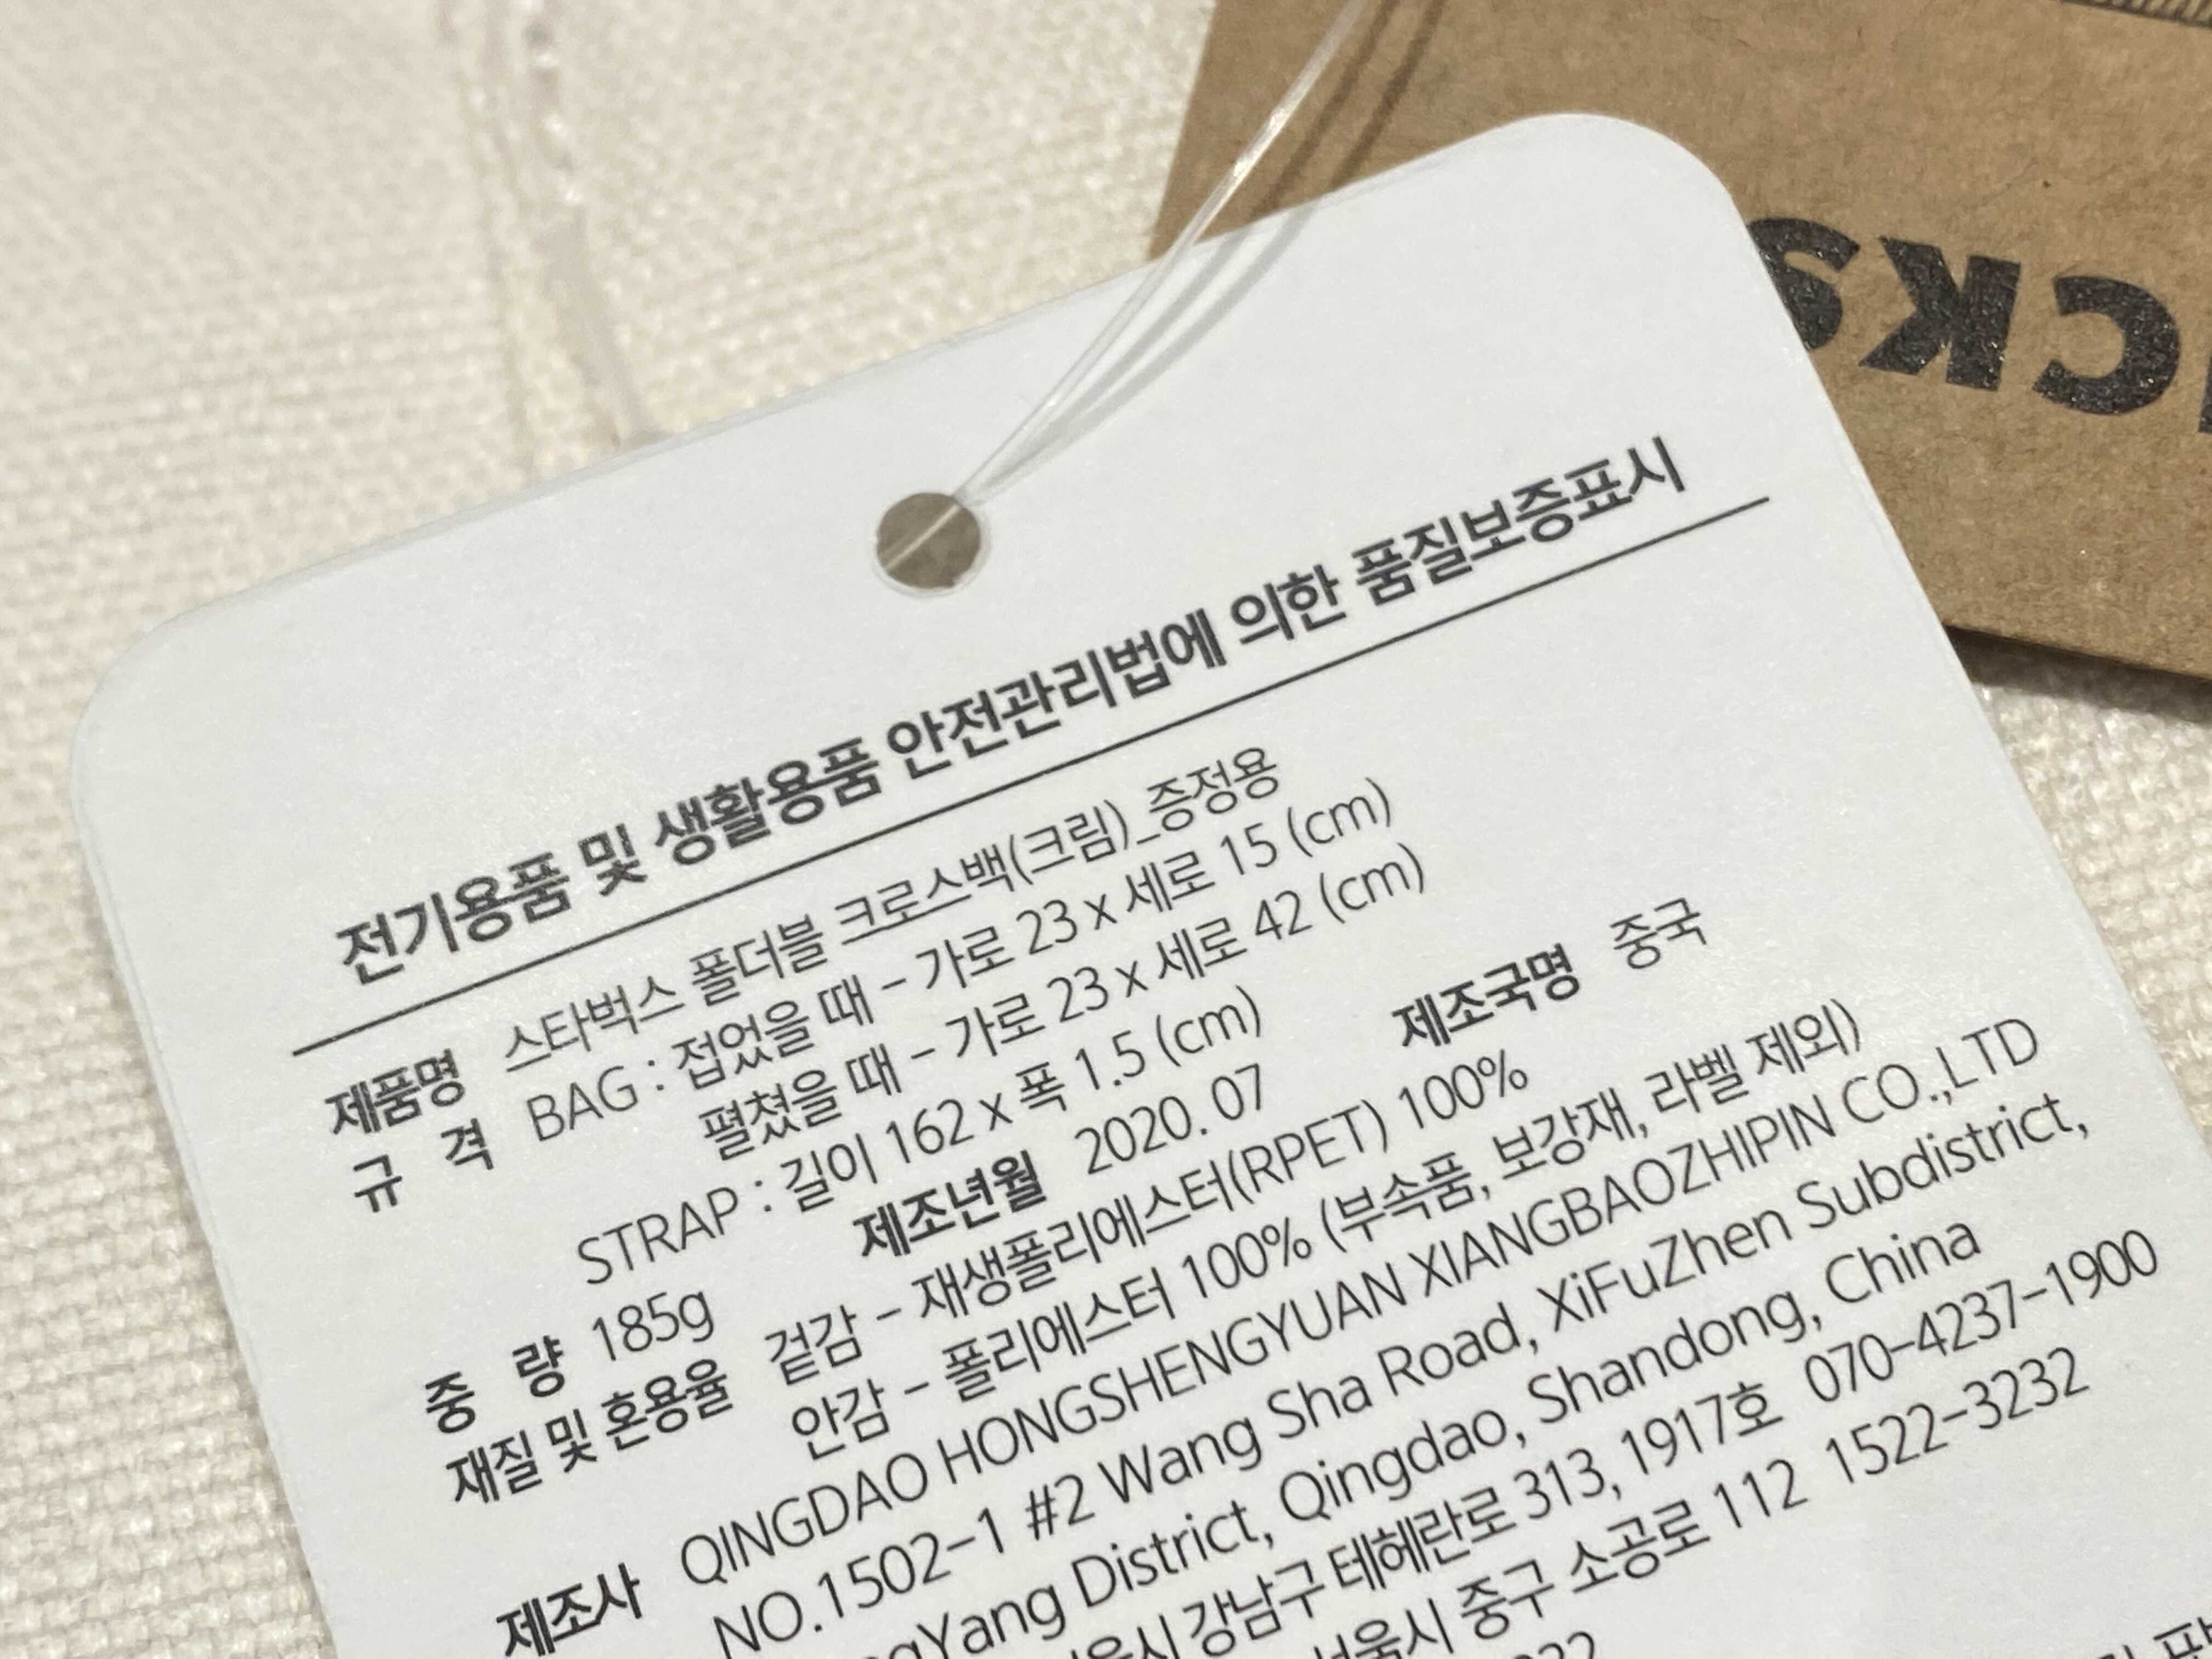 CKS
전기용품 및 생활용품 안전관리법에 의한 품질보증표시
제품명 스타벅스 폴더블 크로스백(크림)_증정용
규 격 BAG : 접었을 때 - 가로 23 x 세로 15 (cm)
펼쳤을 때 - 가로 23 x 세로 42 (cm)
STRAP : 길이 162 x 폭 1.5 (cm)
중 량 185g 제조년월 2020. 07 제조국명 중국
재질 및 혼용율 겉감 - 재생폴리에스터(RPET) 100%
안감 - 폴리에스터 100% (부속품, 보강재, 라벨 제외)
제조사 QINGDAO HONGSHENGYUAN XIANGBAOZHIPIN CO.,LTD
NO.1502-1 #2 Wang Sha Road, XiFuZhen Subdistrict,
District, Qingdao, Shandong, China
강남구 테헤란로 313, 1917호 070-4237-1900
서울시 중구 소공로 112 1522-3232